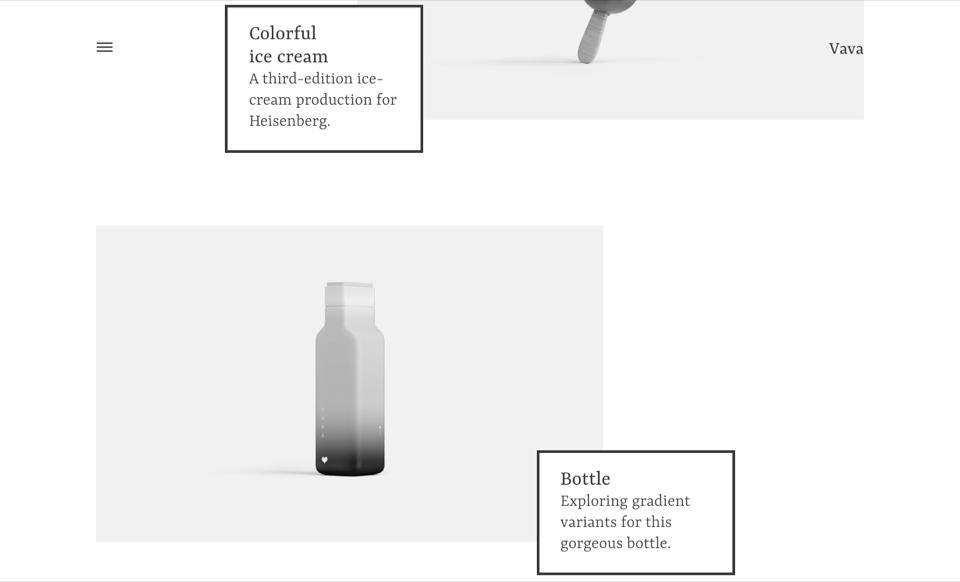 Colorful
ice cream
A third-edition ice-
cream production for
Heisenberg.
Vava
Bottle
Exploring gradient
variants for this
gorgeous bottle.